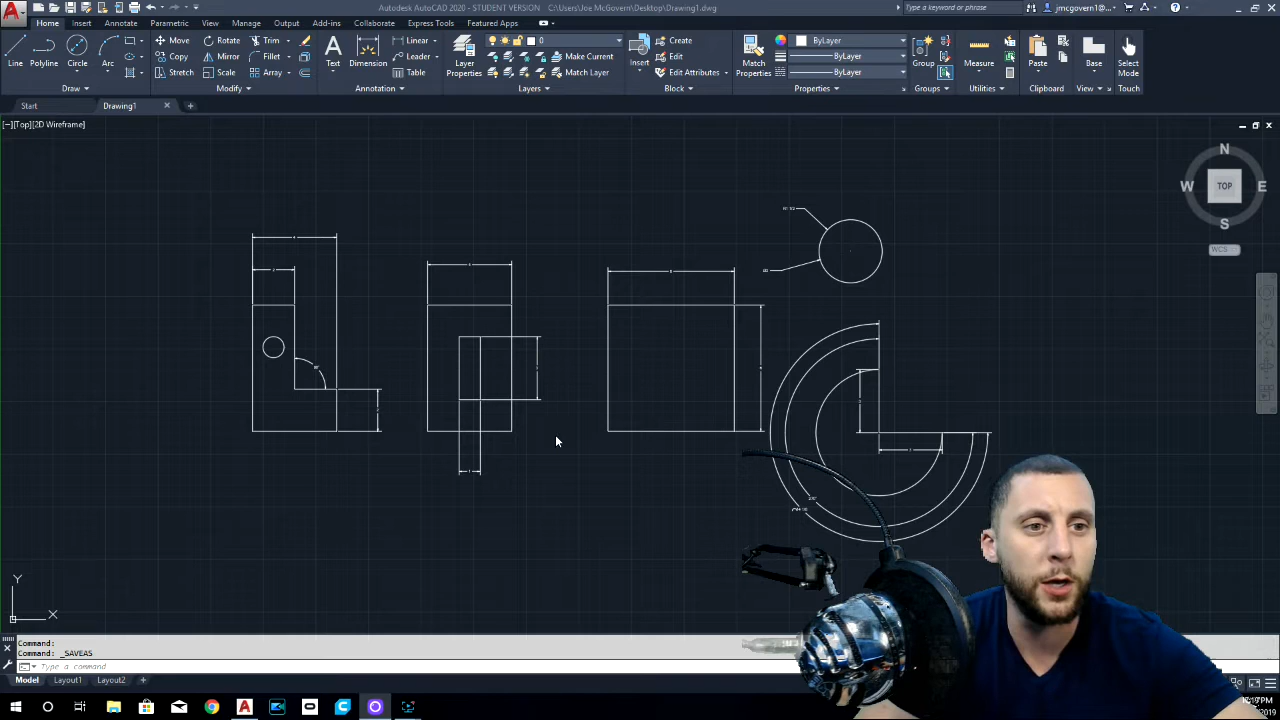 Autodesk AutoCAD 2020 - STUDENT VERSION C:\Users\Joe McGovern\Desktop\Drawing1.dwg
Type a keyword or phrase
jmcgovern1@...
Home Insert Annotate Parametric View Manage Output Add-ins Collaborate Express Tools Featured Apps
Line Polyline Circle Arc
Move Rotate Trim
Copy Mirror Fillet
Stretch Scale Array
Text Dimension
Linear
Leader
Table
Layer Properties
0
Make Current
Match Layer
Insert
Create
Edit
Edit Attributes
Match Properties
ByLayer
ByLayer
ByLayer
Group
Measure
Paste
Base
Select Mode
Draw Modify Annotation Layers Block Properties Groups Utilities Clipboard View Touch
Start Drawing1
[−][Top][2D Wireframe]
N
W TOP E
S
WCS
Y
X
Command:
Command: _SAVEAS
Type a command
Model Layout1 Layout2